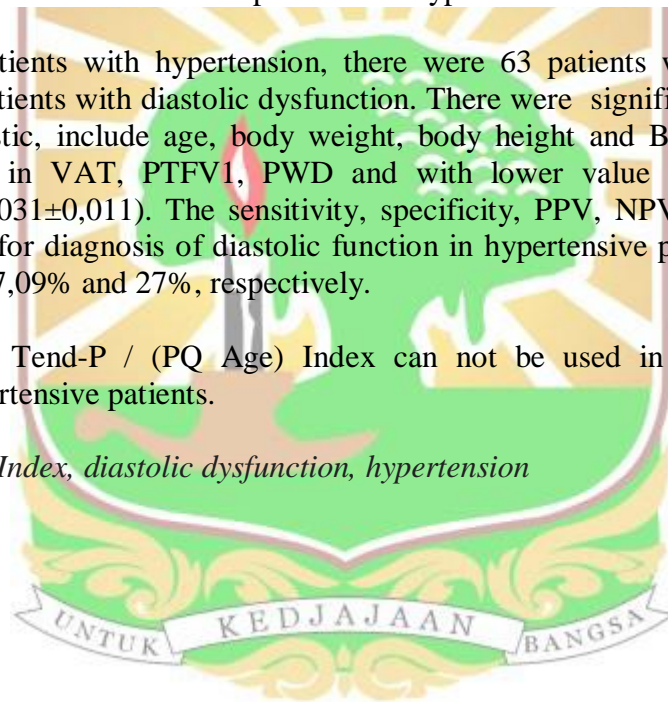 tients with hypertension, there were 63 patients
tients with diastolic dysfunction. There were signifi
stic, include age, body weight, body height and B
in VAT, PTFV1, PWD and with lower value
031±0,011). The sensitivity, specificity, PPV, NPV
for diagnosis of diastolic function in hypertensive p
7,09% and 27%, respectively.
Tend-P / (PQ Age) Index can not be used in
rtensive patients.
Index, diastolic dysfunction, hypertension
UNTUK KEDJAJAAN BANGSA